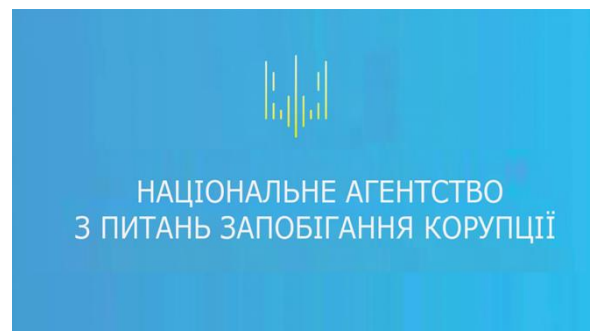 НАЦІОНАЛЬНЕ АГЕНТСТВО
З ПИТАНЬ ЗАПОБІГАННЯ КОРУПЦІЇ